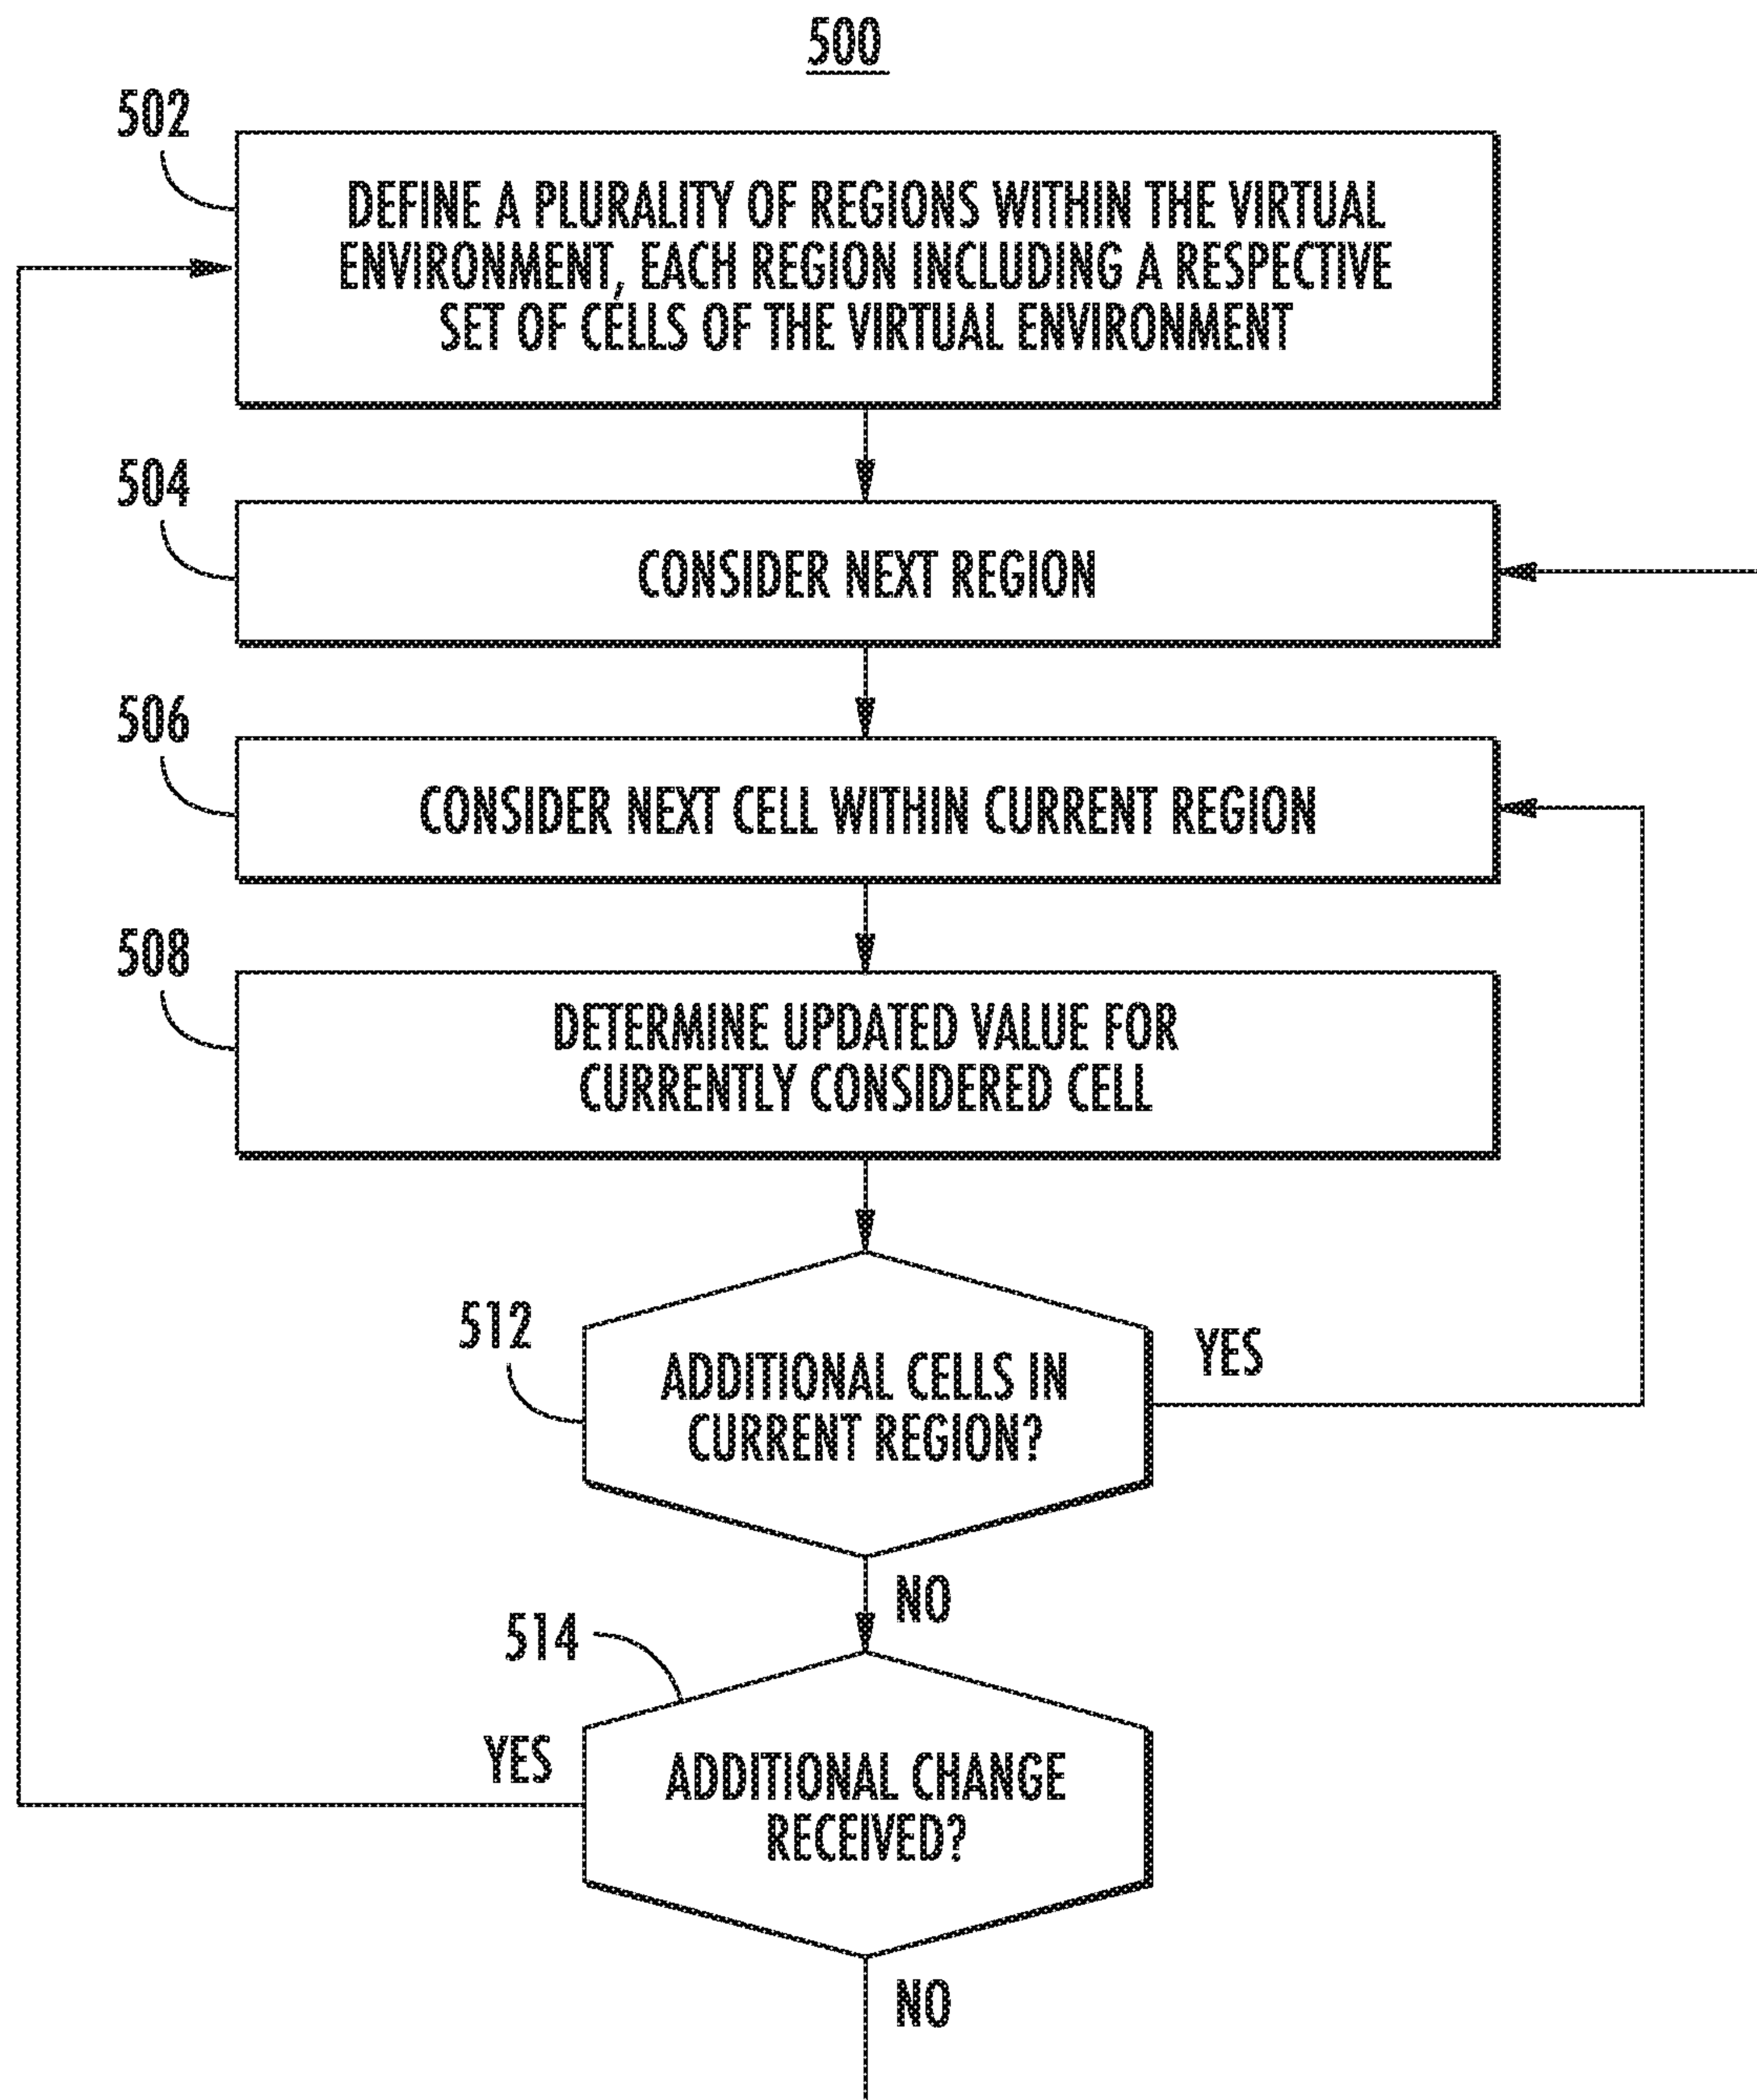 500
502
DEFINE A PLURALITY OF REGIONS WITHIN THE VIRTUAL
ENVIRONMENT, EACH REGION INCLUDING A RESPECTIVE
SET OF CELLS OF THE VIRTUAL ENVIRONMENT
504
CONSIDER NEXT REGION
506
CONSIDER NEXT CELL WITHIN CURRENT REGION
508
DETERMINE UPDATED VALUE FOR
CURRENTLY CONSIDERED CELL
512
ADDITIONAL CELLS IN
CURRENT REGION?
YES
NO
514
YES
ADDITIONAL CHANGE
RECEIVED?
NO